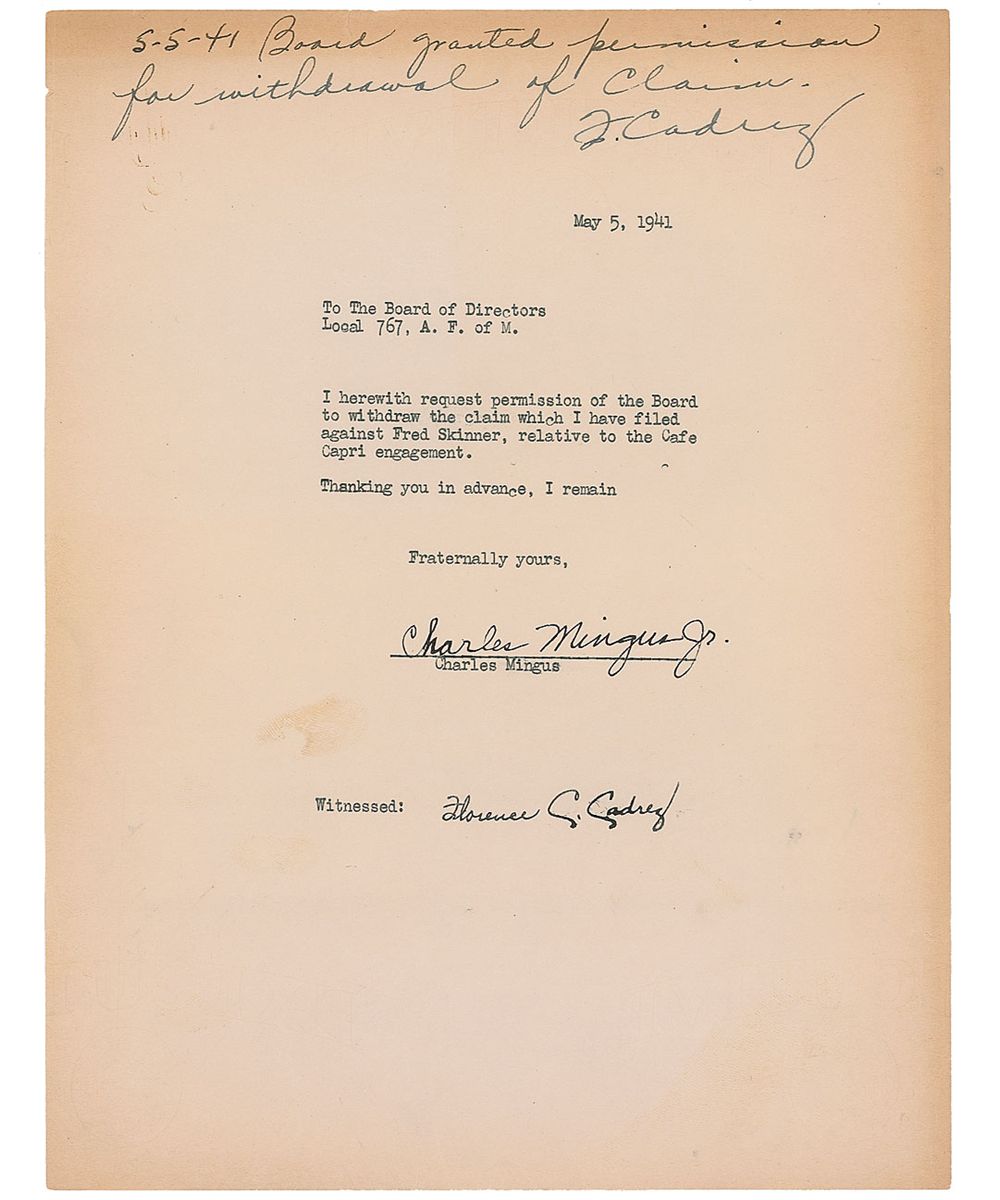 5-5-41 Board granted permission
for withdrawal of Claim.
F. Cadrez
May 5, 1941
To The Board of Directors
Local 767, A. F. of M.
I herewith request permission of the Board
to withdraw the claim which I have filed
against Fred Skinner, relative to the Cafe
Capri engagement.
Thanking you in advance, I remain
Fraternally yours,
Charles Mingus Jr.
Charles Mingus
Witnessed: Florence G. Cadrez